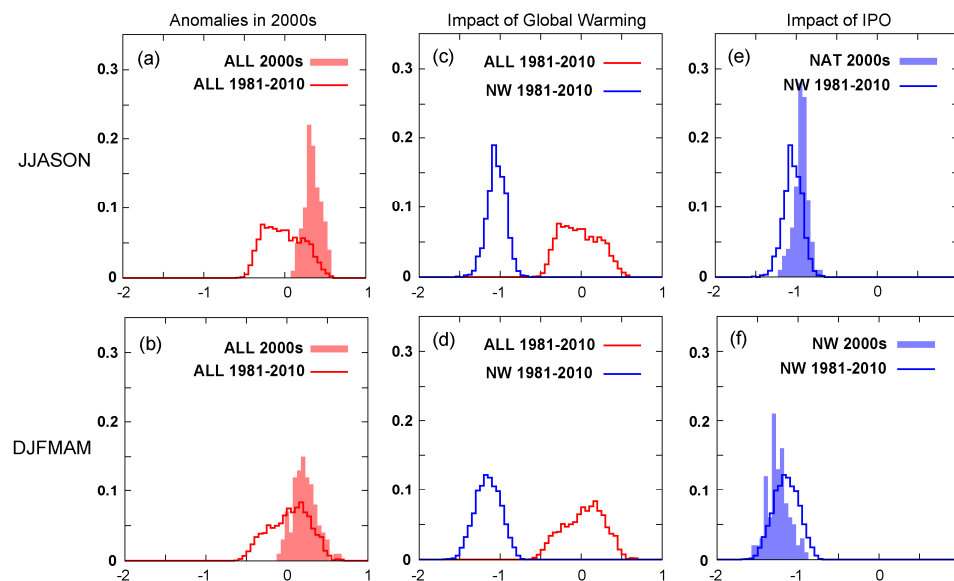 Anomalies in 2000s
Impact of Global Warming
Impact of IPO
JJASON
(a)
ALL 2000s
ALL 1981-2010
0.3
0.2
0.1
0
-2
-1
0
1
(c)
ALL 1981-2010
NW 1981-2010
0.3
0.2
0.1
0
-2
-1
0
1
(e)
NAT 2000s
NW 1981-2010
0.3
0.2
0.1
0
-2
-1
0
DJFMAM
(b)
ALL 2000s
ALL 1981-2010
0.3
0.2
0.1
0
-2
-1
0
1
(d)
ALL 1981-2010
NW 1981-2010
0.3
0.2
0.1
0
-2
-1
0
1
(f)
NW 2000s
NW 1981-2010
0.3
0.2
0.1
0
-2
-1
0